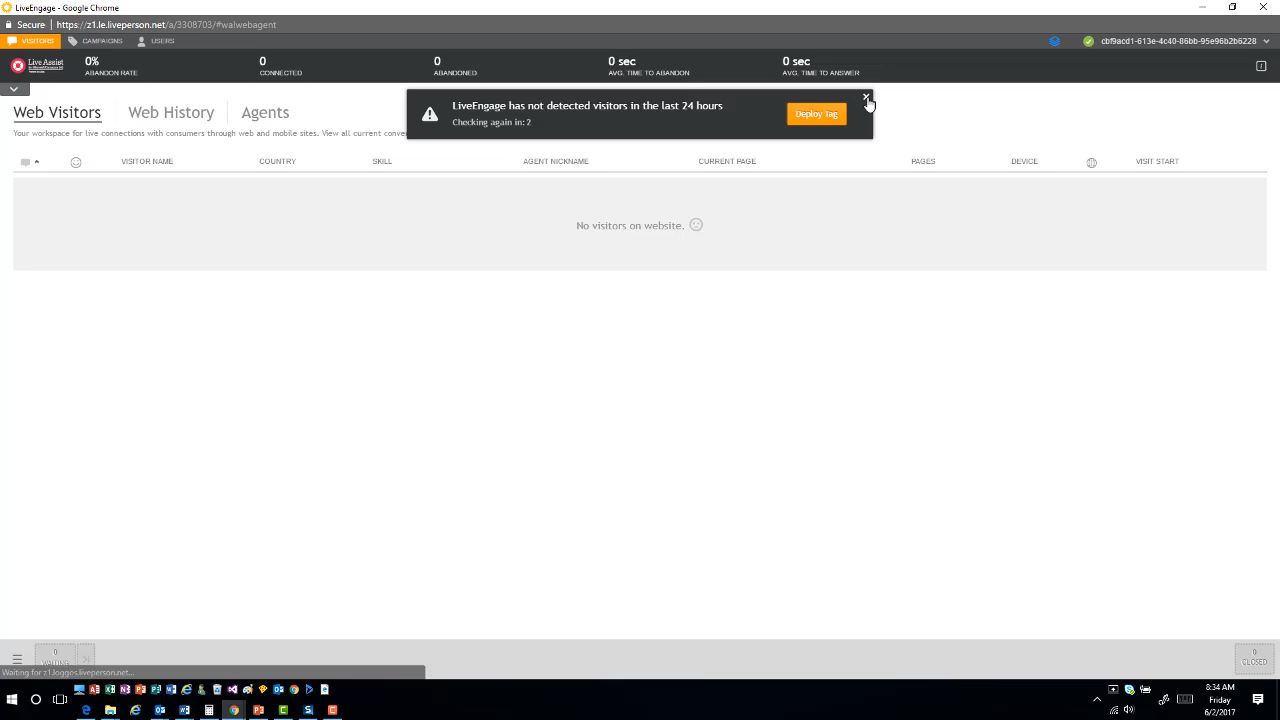 LiveEngage - Google Chrome
Secure https://z1.le.liveperson.net/a/3308703/#wa!webagent
VISITORS CAMPAIGNS USERS cbf9acd1-613e-4c40-86bb-95e96b2b6228
Live Assist
0% 0 0 0 sec 0 sec
ABANDON RATE CONNECTED ABANDONED AVG. TIME TO ABANDON AVG. TIME TO ANSWER
LiveEngage has not detected visitors in the last 24 hours
Checking again in: 2
Deploy Tag
Web Visitors Web History Agents
Your workspace for live connections with consumers through web and mobile sites. View all current conver
VISITOR NAME COUNTRY SKILL AGENT NICKNAME CURRENT PAGE PAGES DEVICE VISIT START
No visitors on website.
0 0
WAITING CLOSED
Waiting for z1.loggos.liveperson.net...
8:34 AM
Friday
6/2/2017